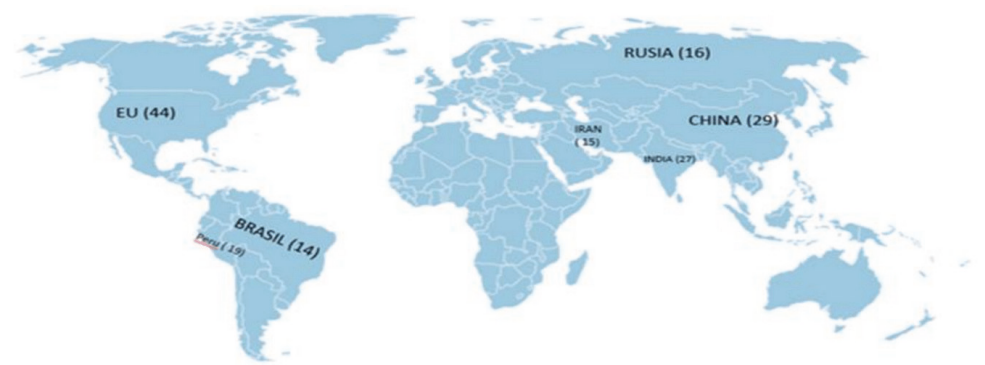 RUSIA (16)
EU (44)
CHINA (29)
IRAN
( 15)
INDIA (27)
BRASIL (14)
Peru ( 19)